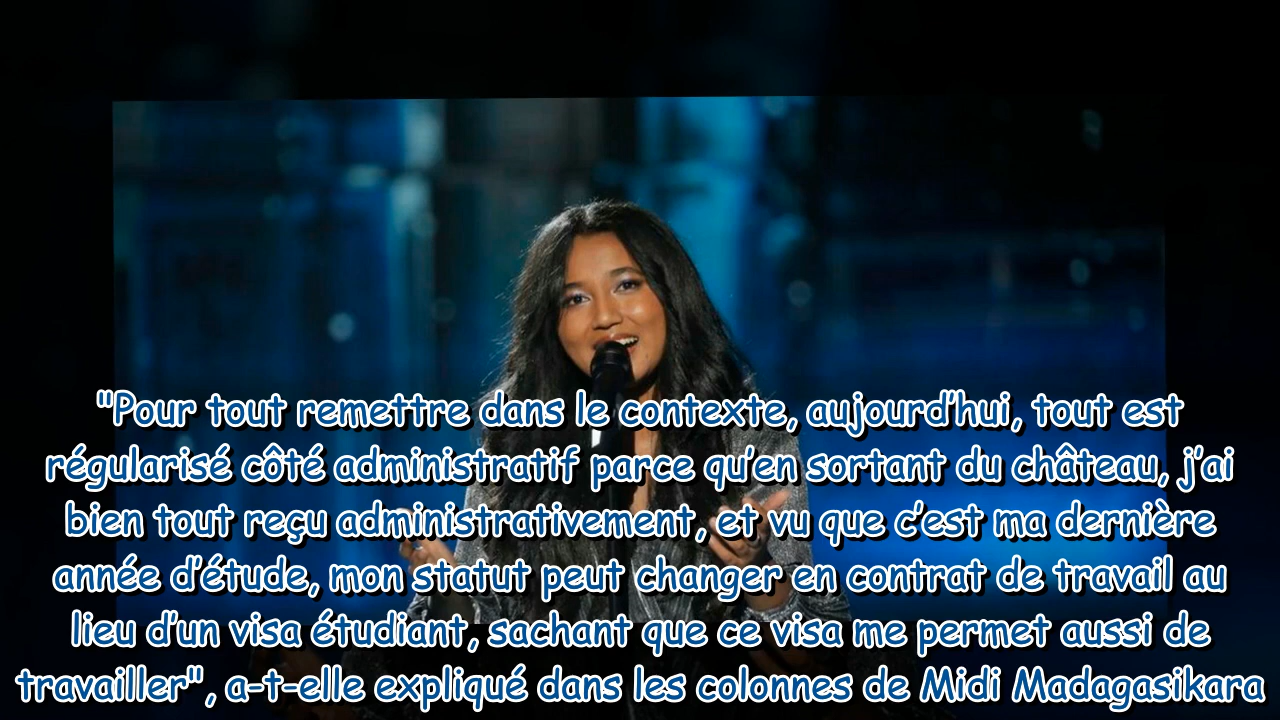 "Pour tout remettre dans le contexte, aujourd’hui, tout est
régularisé côté administratif parce qu’en sortant du château, j’ai
bien tout reçu administrativement, et vu que c’est ma dernière
année d’étude, mon statut peut changer en contrat de travail au
lieu d’un visa étudiant, sachant que ce visa me permet aussi de
travailler", a-t-elle expliqué dans les colonnes de Midi Madagasikara